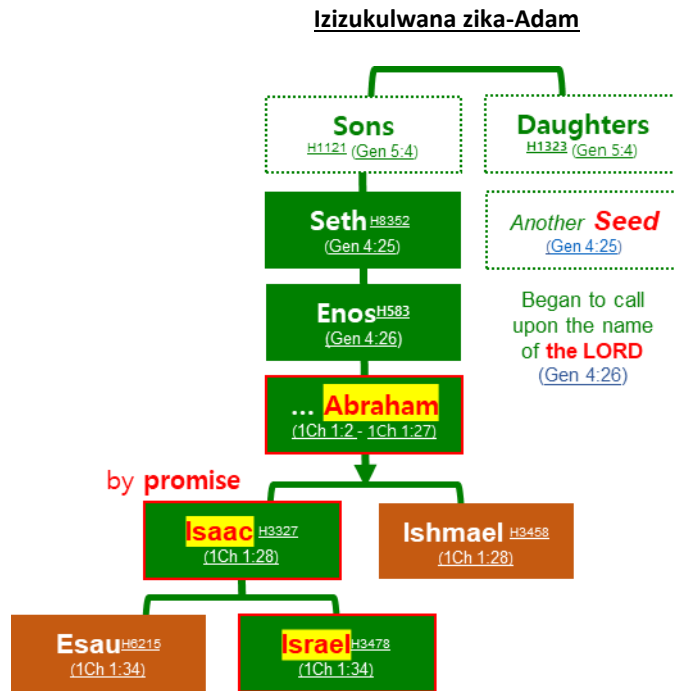 Izizukulwana zika-Adam
Sons
H1121 (Gen 5:4)
Daughters
H1323 (Gen 5:4)
Seth H8352
(Gen 4:25)
Another Seed
(Gen 4:25)
Enos H583
(Gen 4:26)
Began to call
upon the name
of the LORD
(Gen 4:26)
... Abraham
(1Ch 1:2 - 1Ch 1:27)
by promise
Isaac H3327
(1Ch 1:28)
Ishmael H3458
(1Ch 1:28)
Esau H6215
(1Ch 1:34)
Israel H3478
(1Ch 1:34)